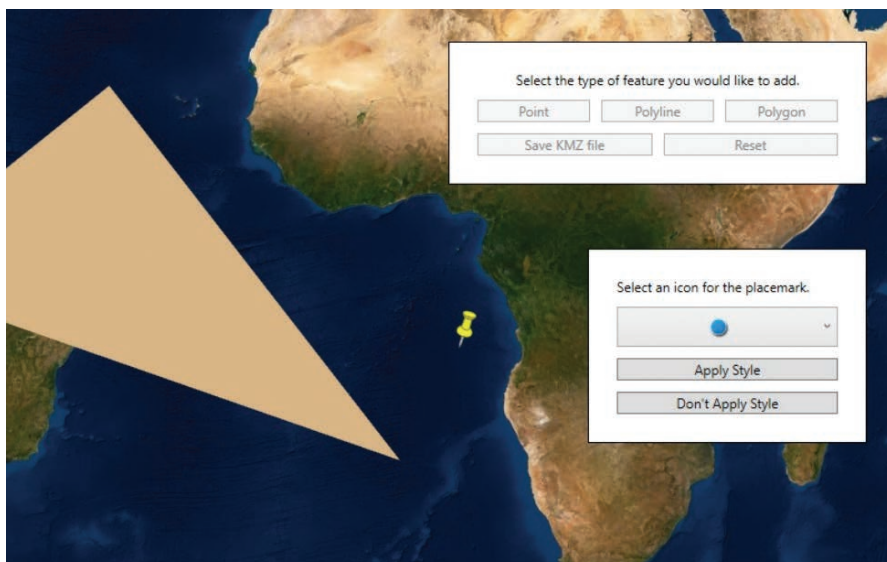 Select the type of feature you would like to add.
Point Polyline Polygon
Save KMZ file Reset
Select an icon for the placemark.
Apply Style
Don't Apply Style